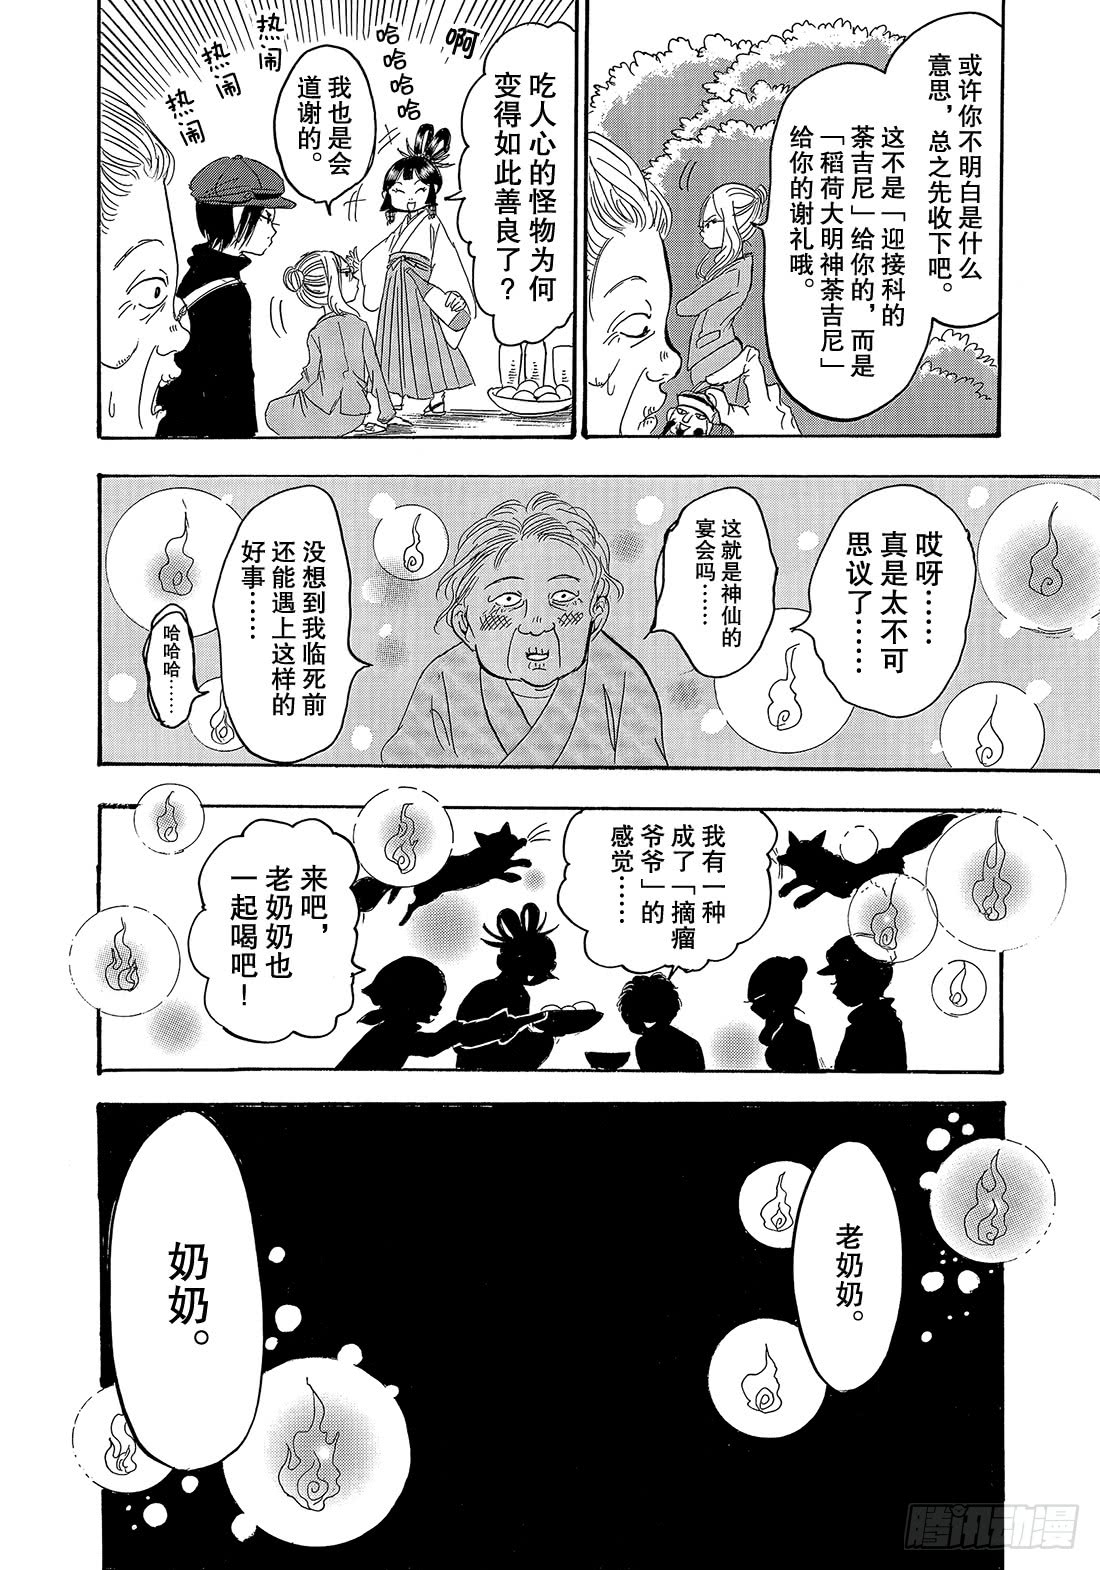 或许你不明白是什么
意思，总之先收下吧。
这不是「迎接科的
荼吉尼」给你的，而是
「稻荷大明神荼吉尼」
给你的谢礼哦。
啊
吃人心的怪物为何
变得如此善良了？
哈哈哈哈
我也是会
道谢的。
热闹
热闹
热闹
哎呀……
真是太不可
思议了……
这就是神仙的
宴会吗……
没想到我临死前
还能遇上这样的
好事……
哈哈哈……
我有一种
成了「摘瘤
爷爷」的
感觉……
来吧，
老奶奶也
一起喝吧！
老奶奶。
奶奶。
腾讯动漫